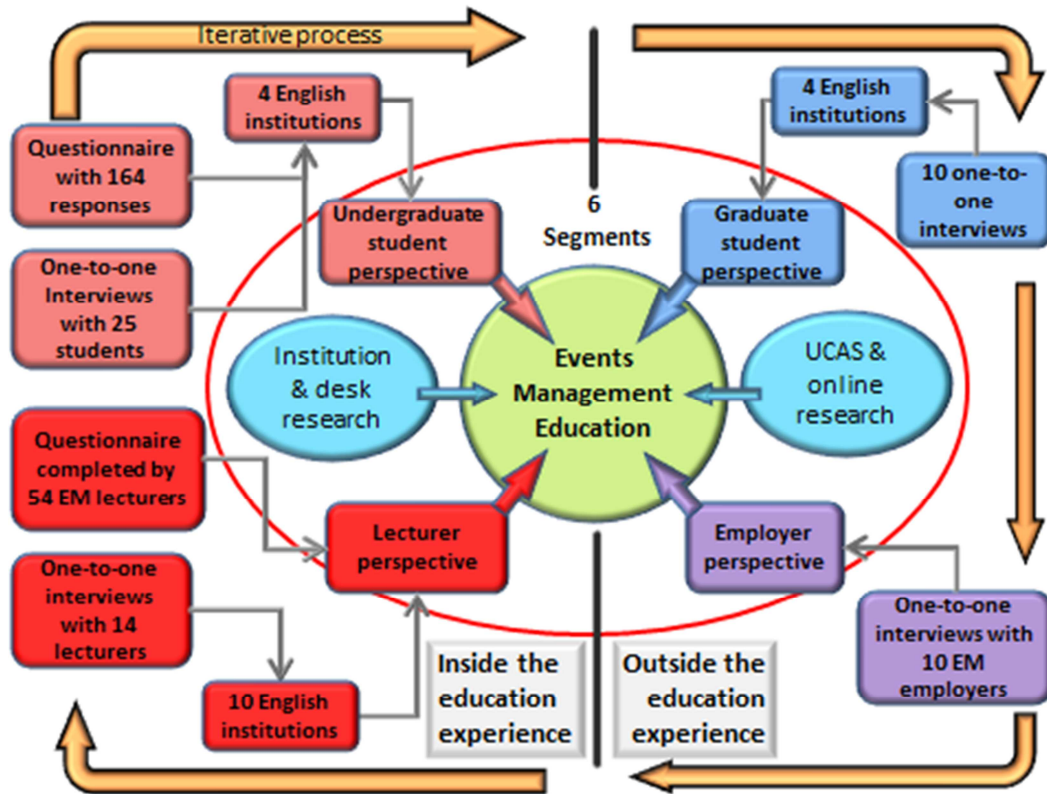 Iterative process
4 English
institutions
4 English
institutions
Questionnaire
with 164
responses
10 one-to-
one
interviews
Undergraduate
student
perspective
6
Segments
Graduate
student
perspective
One-to-one
Interviews
with 25
students
Institution
& desk
research
Events
Management
Education
UCAS &
online
research
Questionnaire
completed by
54 EM lecturers
Lecturer
perspective
Employer
perspective
One-to-one
interviews
with 14
lecturers
One-to-one
interviews with
10 EM
employers
10 English
institutions
Inside the
education
experience
Outside the
education
experience